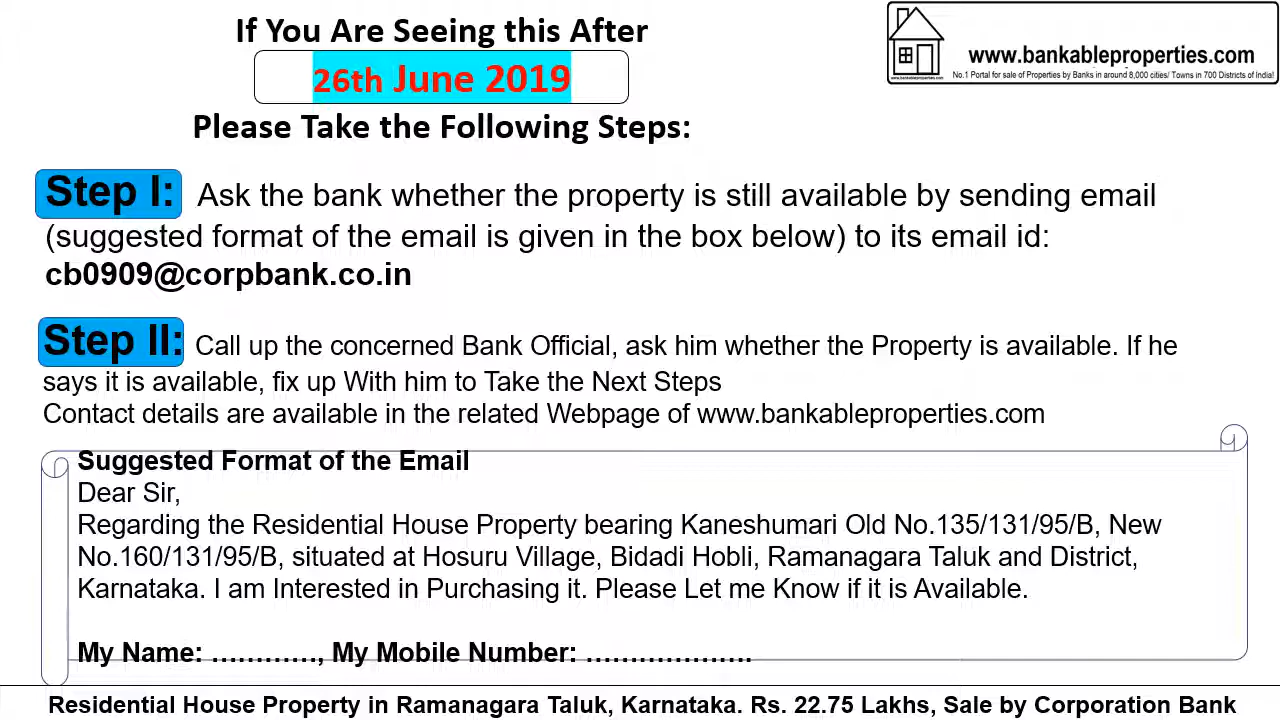 If You Are Seeing this After
26th June 2019
Please Take the Following Steps:
www.bankableproperties.com
www.bankableproperties.com
No.1 Portal for sale of Properties by Banks in around 8,000 cities/ Towns in 700 Districts of India!
Step I: Ask the bank whether the property is still available by sending email
(suggested format of the email is given in the box below) to its email id:
cb0909@corpbank.co.in
Step II: Call up the concerned Bank Official, ask him whether the Property is available. If he
says it is available, fix up With him to Take the Next Steps
Contact details are available in the related Webpage of www.bankableproperties.com
Suggested Format of the Email
Dear Sir,
Regarding the Residential House Property bearing Kaneshumari Old No.135/131/95/B, New
No.160/131/95/B, situated at Hosuru Village, Bidadi Hobli, Ramanagara Taluk and District,
Karnataka. I am Interested in Purchasing it. Please Let me Know if it is Available.
My Name: …………, My Mobile Number: ……………….
Residential House Property in Ramanagara Taluk, Karnataka. Rs. 22.75 Lakhs, Sale by Corporation Bank